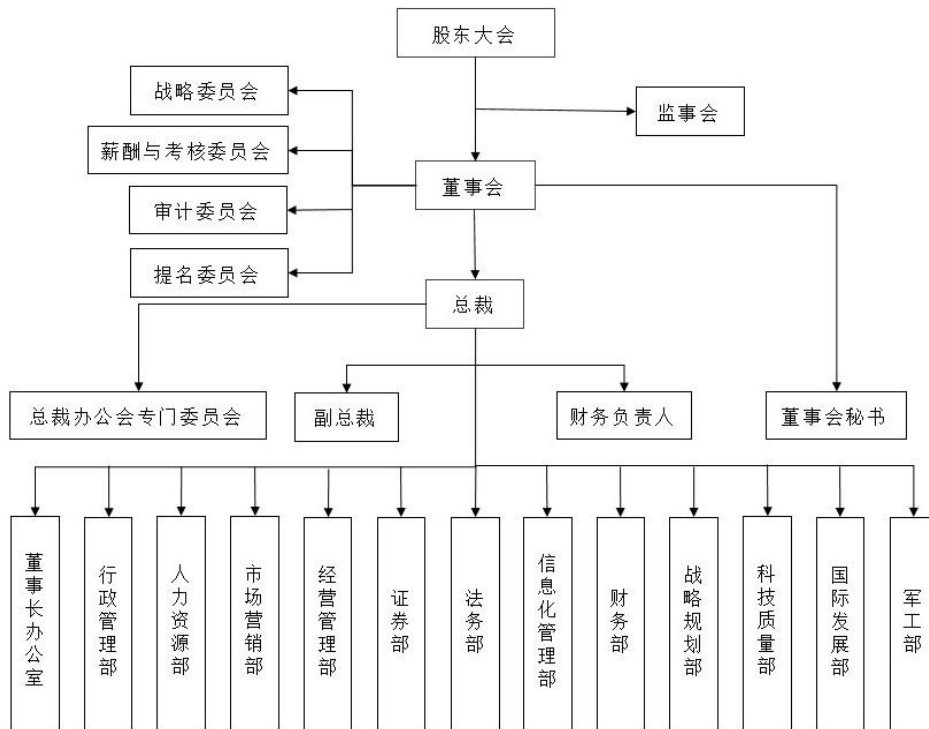 股东大会
战略委员会
监事会
薪酬与考核委员会
董事会
审计委员会
提名委员会
总裁
总裁办公会专门委员会
副总裁
财务负责人
董事会秘书
董事长办公室
行政管理部
人力资源部
市场营销部
经营管理部
证券部
法务部
信息化管理部
财务部
战略规划部
科技质量部
国际发展部
军工部